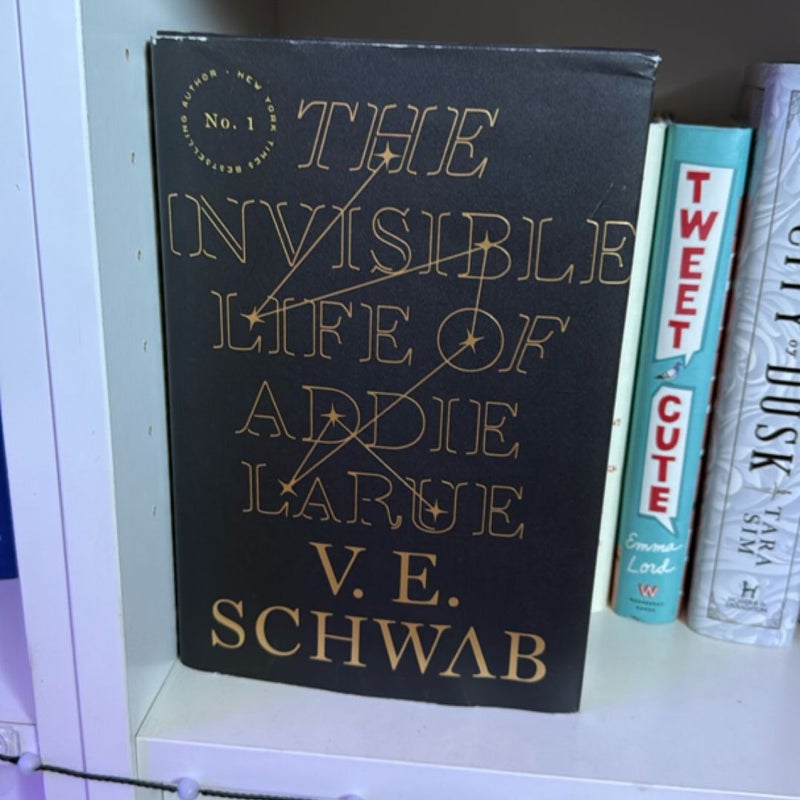 No. 1
NEW YORK TIMES BESTSELLING AUTHOR ·
THE
INVISIBLE
LIFE OF
ADDIE
LARUE
V. E.
SCHWAB
TWEET
CUTE
Emma
Lord
W
CITY OF DUSK
TARA
SIM
H